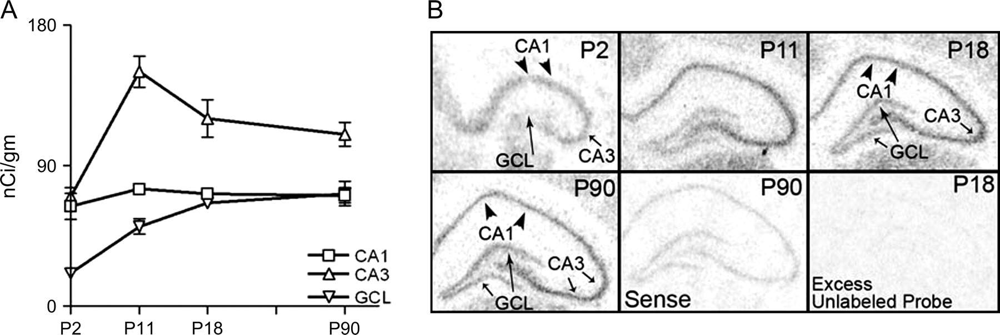 A
180
90
0
nCi/gm
P2
P11
P18
P90
CA1
CA3
GCL
B
CA1
P2
GCL
CA3
P11
P18
CA1
CA3
GCL
P90
CA1
CA3
GCL
P90
Sense
P18
Excess
Unlabeled Probe